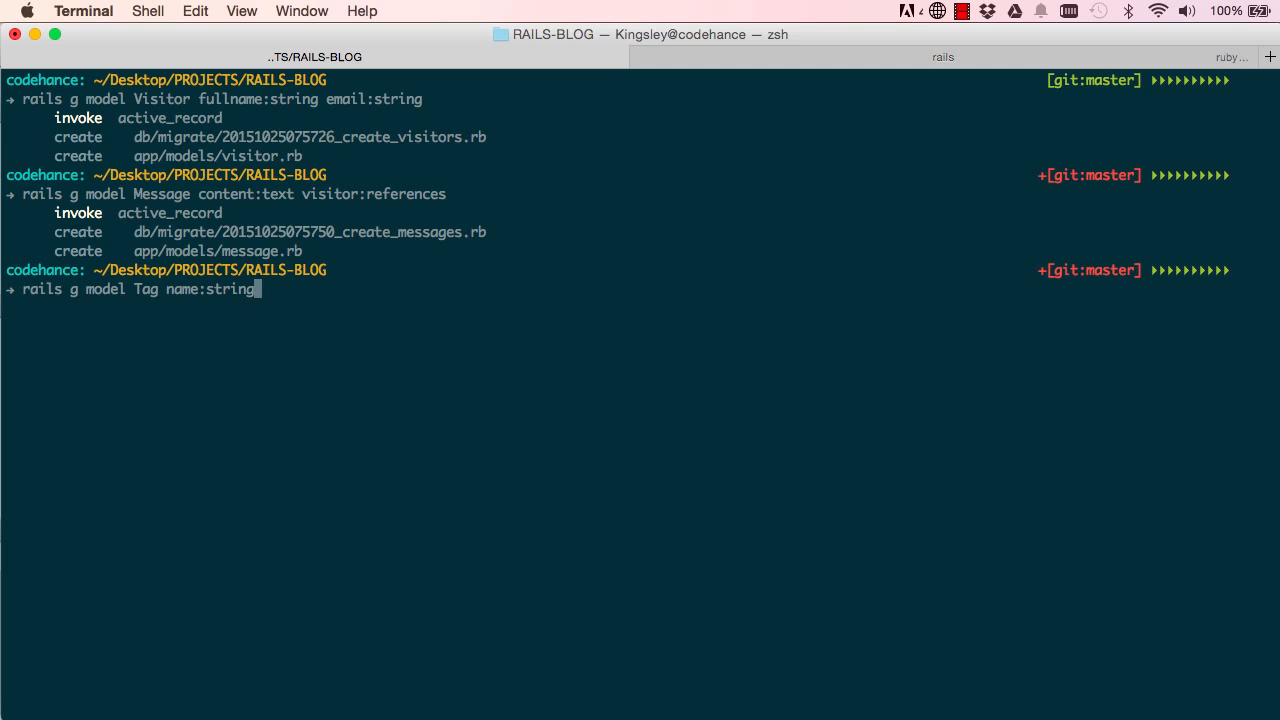 Terminal Shell Edit View Window Help 4 100%
RAILS-BLOG — Kingsley@codehance — zsh
..TS/RAILS-BLOG rails ruby...
codehance: ~/Desktop/PROJECTS/RAILS-BLOG [git:master]
→ rails g model Visitor fullname:string email:string
invoke active_record
create db/migrate/20151025075726_create_visitors.rb
create app/models/visitor.rb
codehance: ~/Desktop/PROJECTS/RAILS-BLOG +[git:master]
→ rails g model Message content:text visitor:references
invoke active_record
create db/migrate/20151025075750_create_messages.rb
create app/models/message.rb
codehance: ~/Desktop/PROJECTS/RAILS-BLOG +[git:master]
→ rails g model Tag name:string